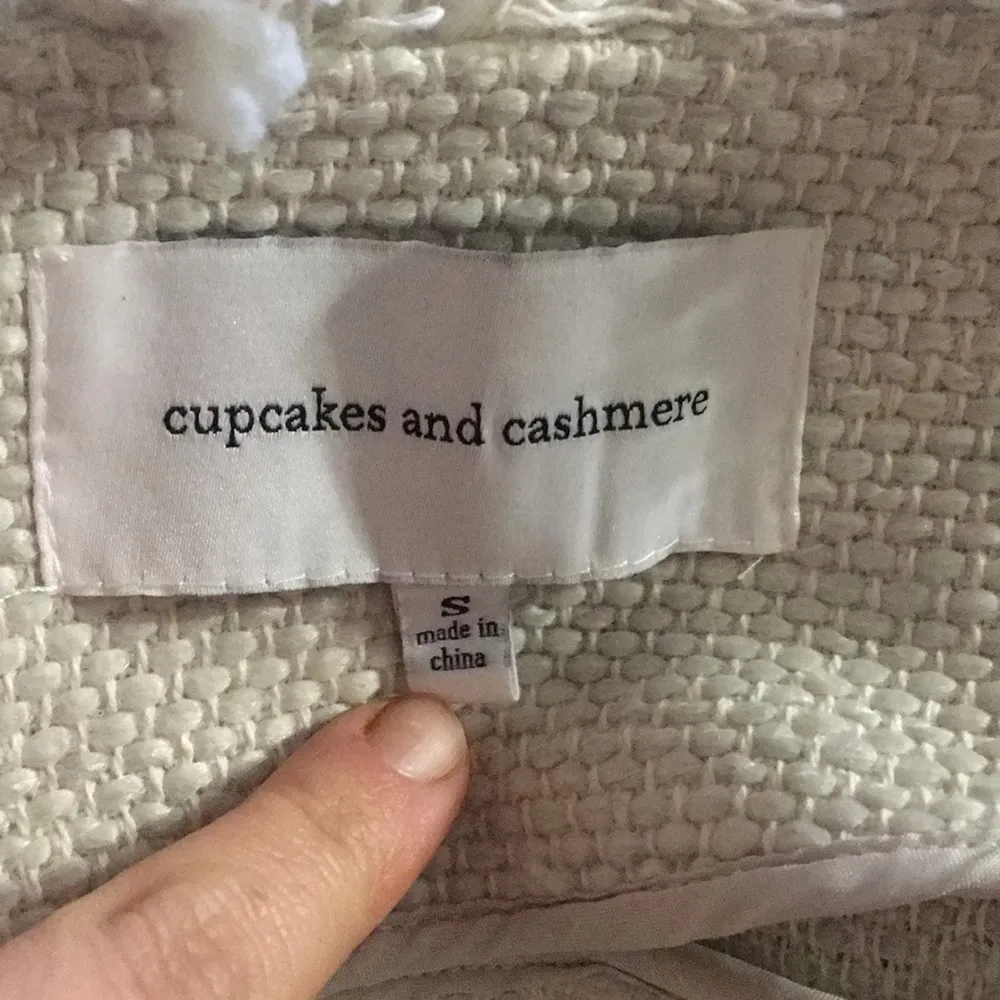 cupcakes and cashmere
S
made in
china